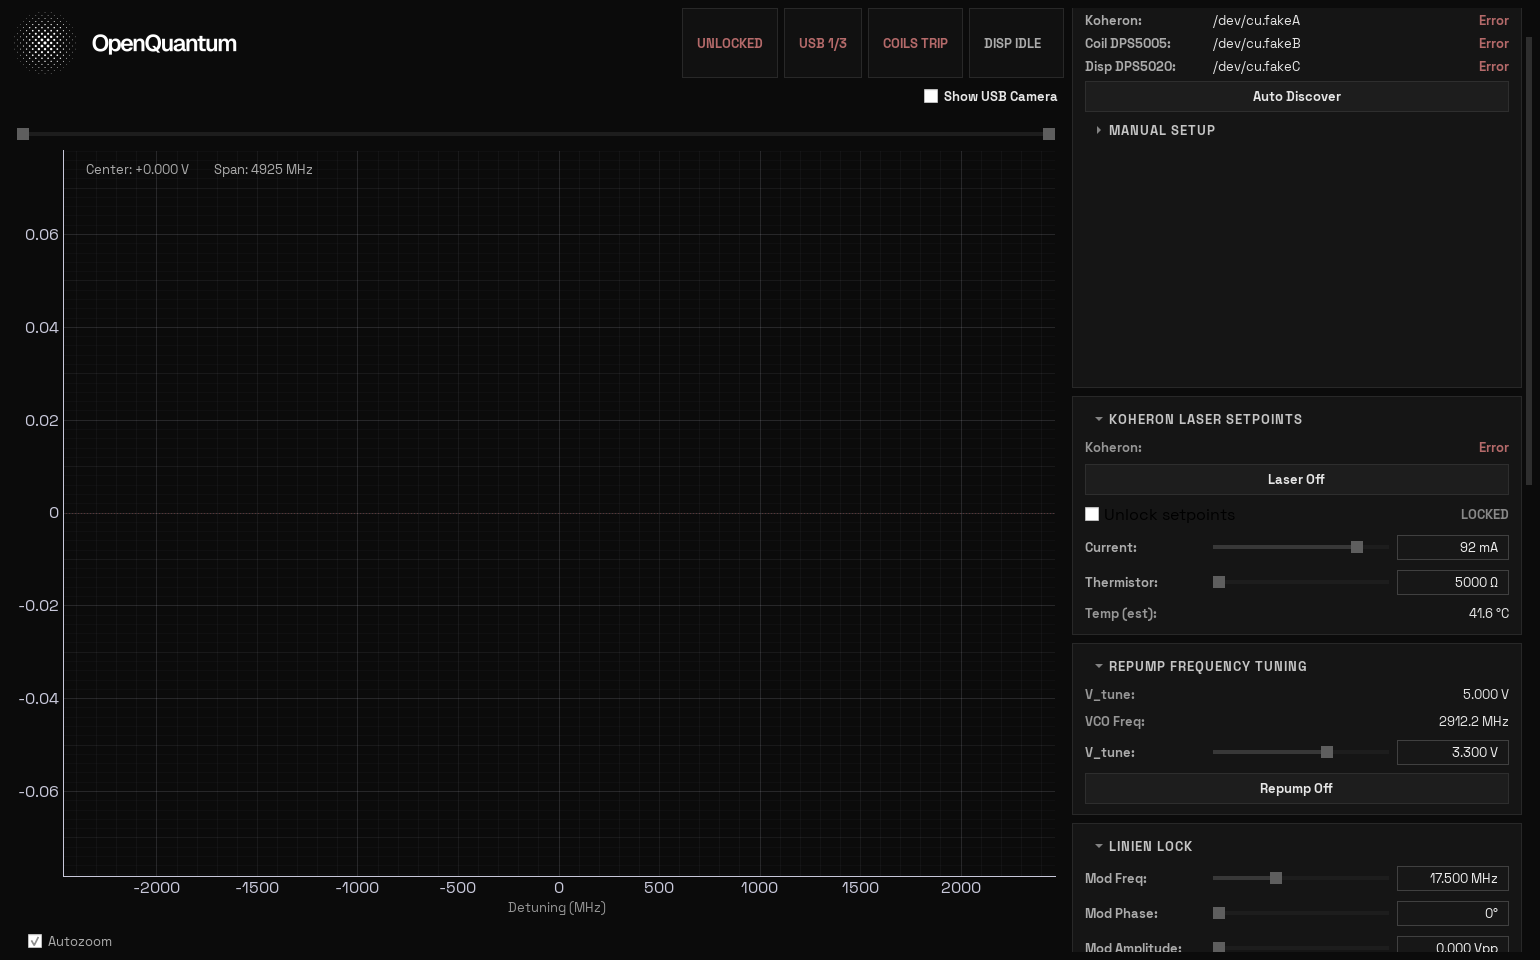 OpenQuantum
UNLOCKED
USB 1/3
COILS TRIP
DISP IDLE
Show USB Camera
Center: +0.000 V Span: 4925 MHz
0.06
0.04
0.02
0
-0.02
-0.04
-0.06
-2000 -1500 -1000 -500 0 500 1000 1500 2000
Detuning (MHz)
Autozoom
Koheron: /dev/cu.fakeA Error
Coil DPS5005: /dev/cu.fakeB Error
Disp DPS5020: /dev/cu.fakeC Error
Auto Discover
MANUAL SETUP
KOHERON LASER SETPOINTS
Koheron: Error
Laser Off
Unlock setpoints LOCKED
Current: 92 mA
Thermistor: 5000 Ω
Temp (est): 41.6 °C
REPUMP FREQUENCY TUNING
V_tune: 5.000 V
VCO Freq: 2912.2 MHz
V_tune: 3.300 V
Repump Off
LINIEN LOCK
Mod Freq: 17.500 MHz
Mod Phase: 0°
Mod Amplitude: 0.000 Vpp